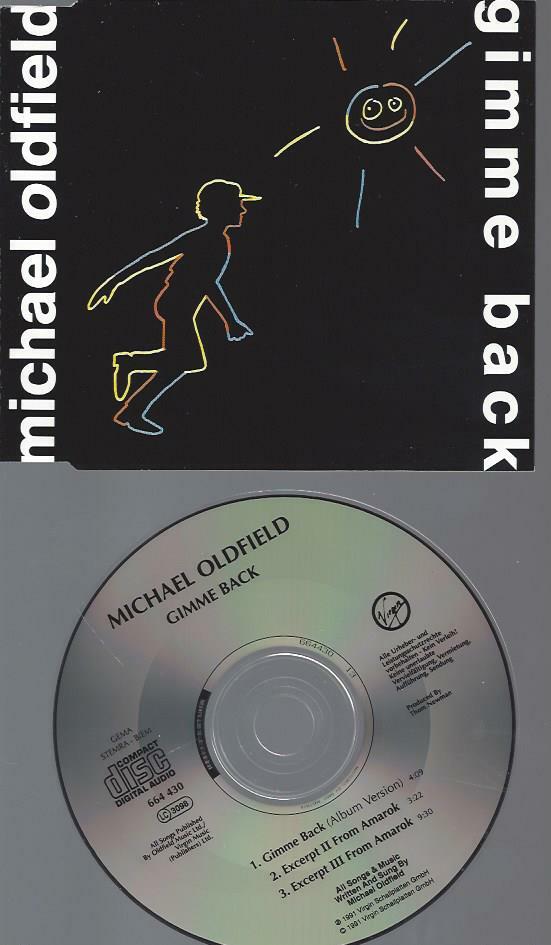 michael oldfield
gimme back
MICHAEL OLDFIELD
GIMME BACK
Virgin
Alle Urheber- und
Leistungsschutzrechte
vorbehalten - Kein Verleih!
Keine unerlaubte
Vervielfältigung, Vermietung,
Aufführung, Sendung
Produced By
Thom Newman
664430 13
GEMA
STEMRA - BIEM
COMPACT
disc
DIGITAL AUDIO
664 430
LC 3098
All Songs Published
By Oldfield Music Ltd./
Virgin Music
(Publishers) Ltd.
1. Gimme Back (Album Version) 4:09
2. Excerpt II From Amarok 3:22
3. Excerpt III From Amarok 9:30
All Songs & Music
Written And Sung By
Michael Oldfield
℗ 1991 Virgin Schallplatten GmbH
© 1991 Virgin Schallplatten GmbH